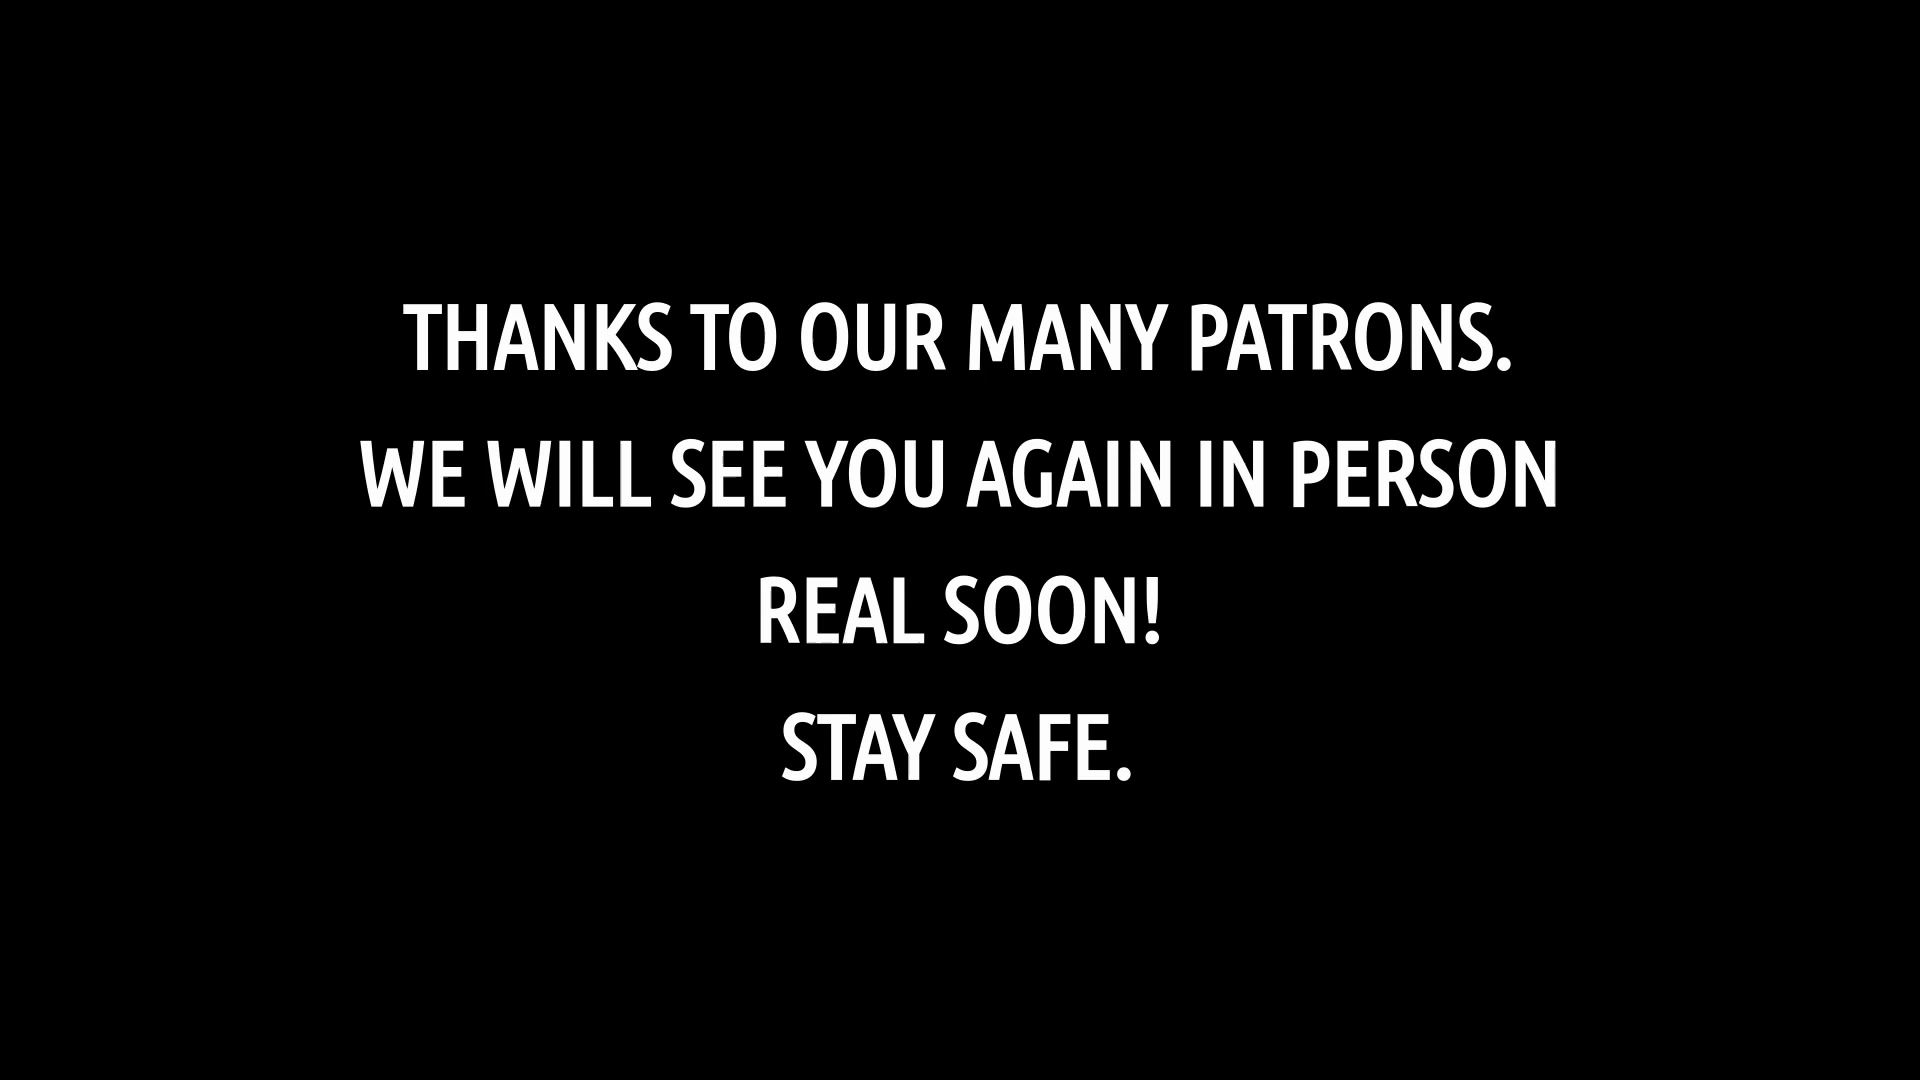 THANKS TO OUR MANY PATRONS.
WE WILL SEE YOU AGAIN IN PERSON
REAL SOON!
STAY SAFE.